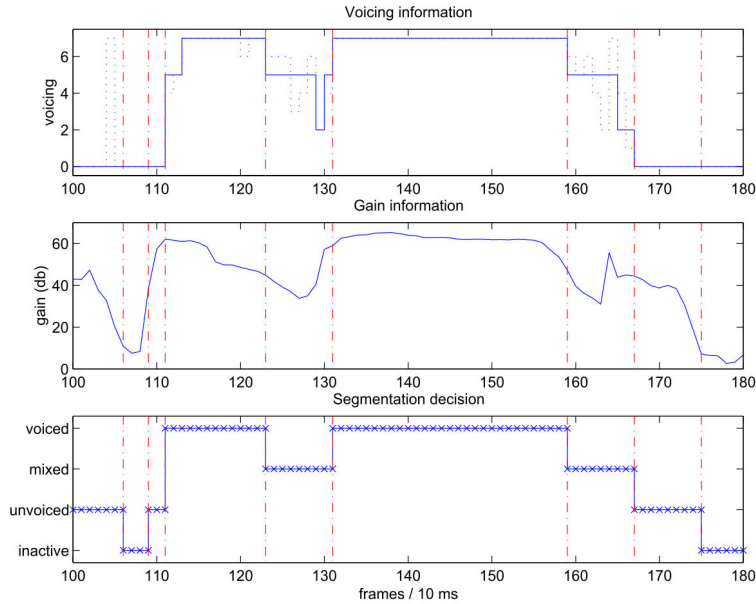 Voicing information
voicing
6
4
2
0
100 110 120 130 140 150 160 170 180
Gain information
gain (db)
60
40
20
0
100 110 120 130 140 150 160 170 180
Segmentation decision
voiced
mixed
unvoiced
inactive
100 110 120 130 140 150 160 170 180
frames / 10 ms